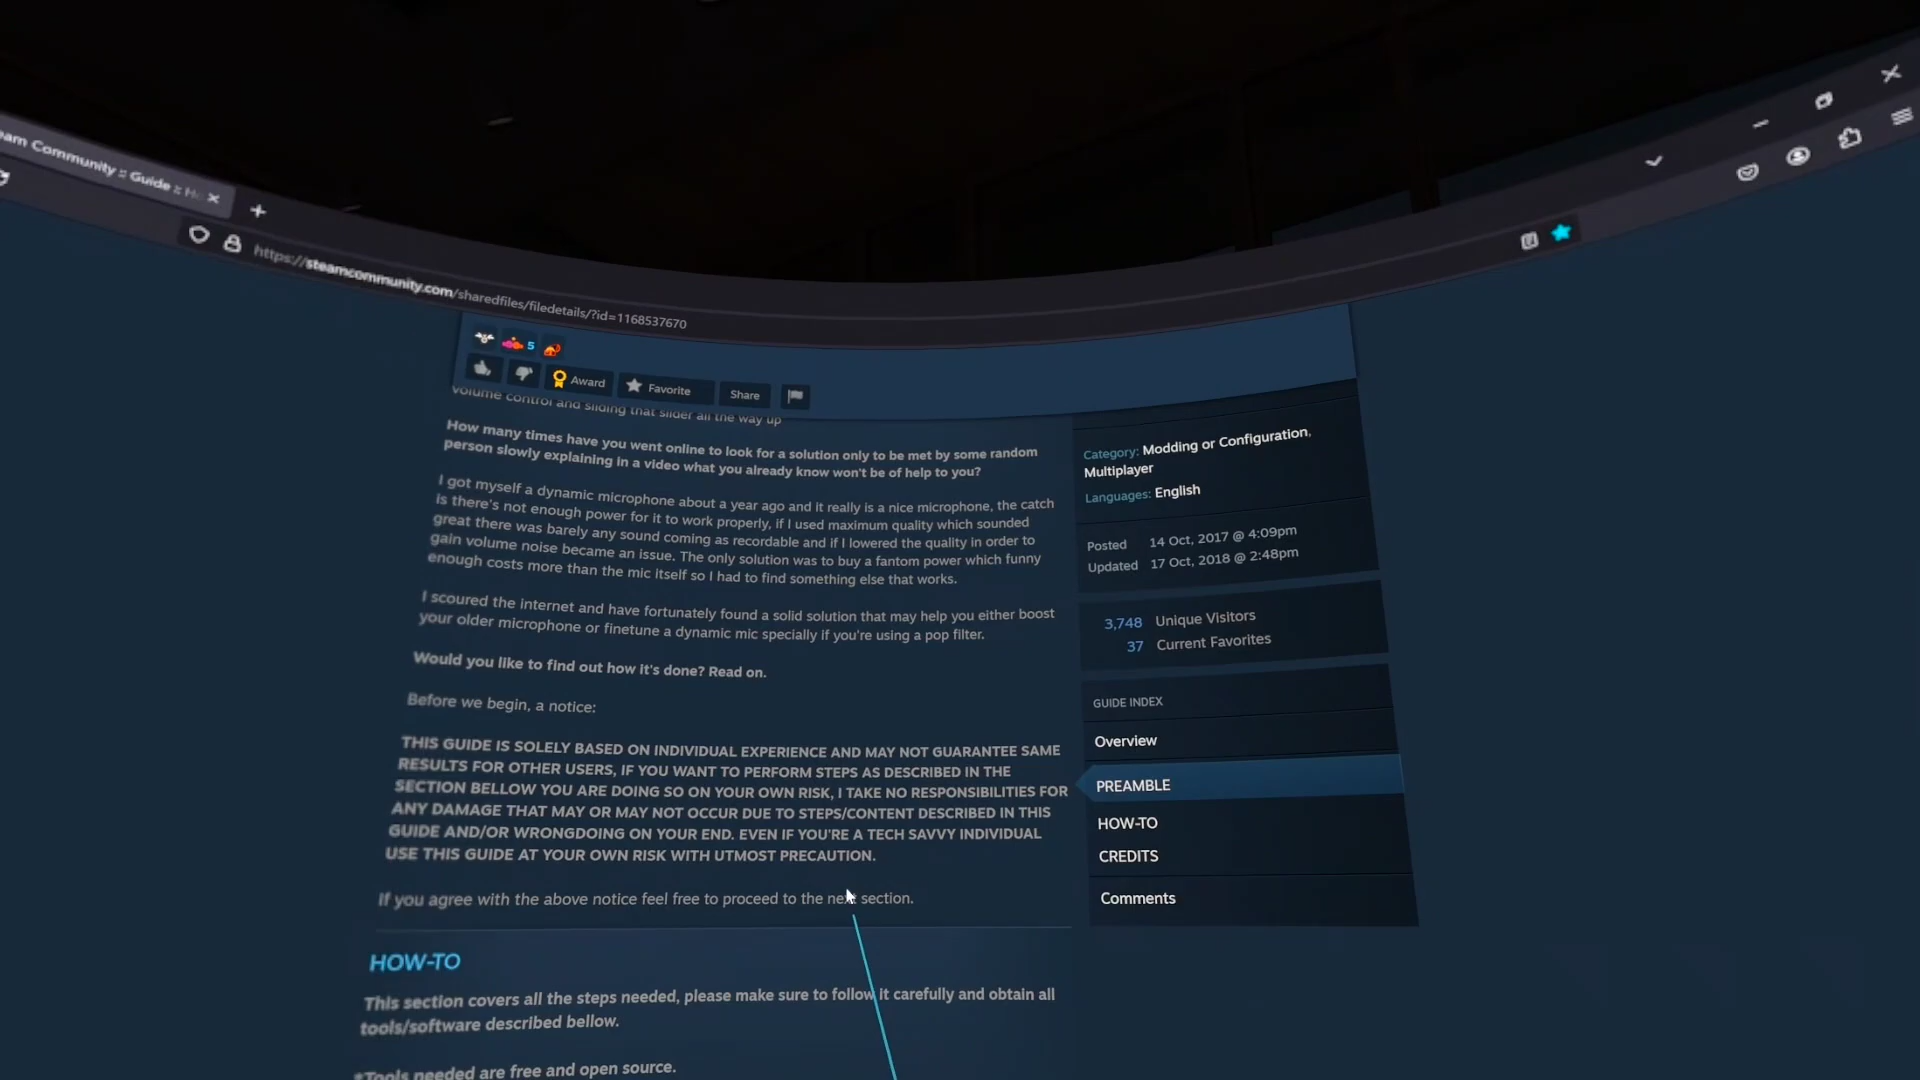 eam Community :: Guide :: H
https://steamcommunity.com/sharedfiles/filedetails/?id=1168537670
5
Award
Favorite
Share
volume control and sliding that slider all the way up
How many times have you went online to look for a solution only to be met by some random
person slowly explaining in a video what you already know won't be of help to you?
I got myself a dynamic microphone about a year ago and it really is a nice microphone, the catch
is there's not enough power for it to work properly, if I used maximum quality which sounded
great there was barely any sound coming as recordable and if I lowered the quality in order to
gain volume noise became an issue. The only solution was to buy a fantom power which funny
enough costs more than the mic itself so I had to find something else that works.
I scoured the internet and have fortunately found a solid solution that may help you either boost
your older microphone or finetune a dynamic mic specially if you're using a pop filter.
Would you like to find out how it's done? Read on.
Before we begin, a notice:
THIS GUIDE IS SOLELY BASED ON INDIVIDUAL EXPERIENCE AND MAY NOT GUARANTEE SAME
RESULTS FOR OTHER USERS, IF YOU WANT TO PERFORM STEPS AS DESCRIBED IN THE
SECTION BELLOW YOU ARE DOING SO ON YOUR OWN RISK, I TAKE NO RESPONSIBILITIES FOR
ANY DAMAGE THAT MAY OR MAY NOT OCCUR DUE TO STEPS/CONTENT DESCRIBED IN THIS
GUIDE AND/OR WRONGDOING ON YOUR END. EVEN IF YOU'RE A TECH SAVVY INDIVIDUAL
USE THIS GUIDE AT YOUR OWN RISK WITH UTMOST PRECAUTION.
If you agree with the above notice feel free to proceed to the next section.
HOW-TO
This section covers all the steps needed, please make sure to follow it carefully and obtain all
tools/software described bellow.
*Tools needed are free and open source.
Category: Modding or Configuration,
Multiplayer
Languages: English
Posted 14 Oct, 2017 @ 4:09pm
Updated 17 Oct, 2018 @ 2:48pm
3,748 Unique Visitors
37 Current Favorites
GUIDE INDEX
Overview
PREAMBLE
HOW-TO
CREDITS
Comments